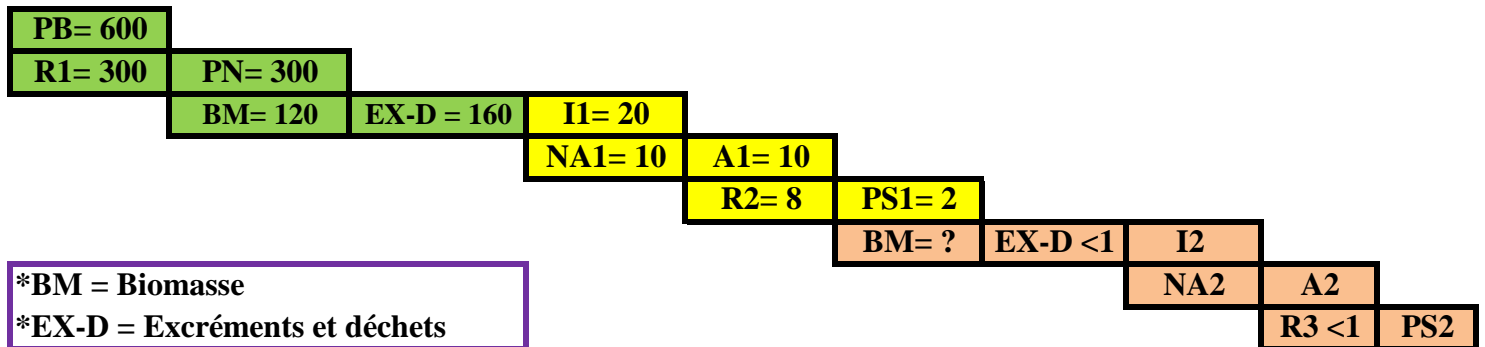 PB= 600
R1= 300 PN= 300
BM= 120 EX-D = 160 I1= 20
NA1= 10 A1= 10
R2= 8 PS1= 2
BM= ? EX-D <1 I2
*BM = Biomasse NA2 A2
*EX-D = Excréments et déchets R3 <1 PS2